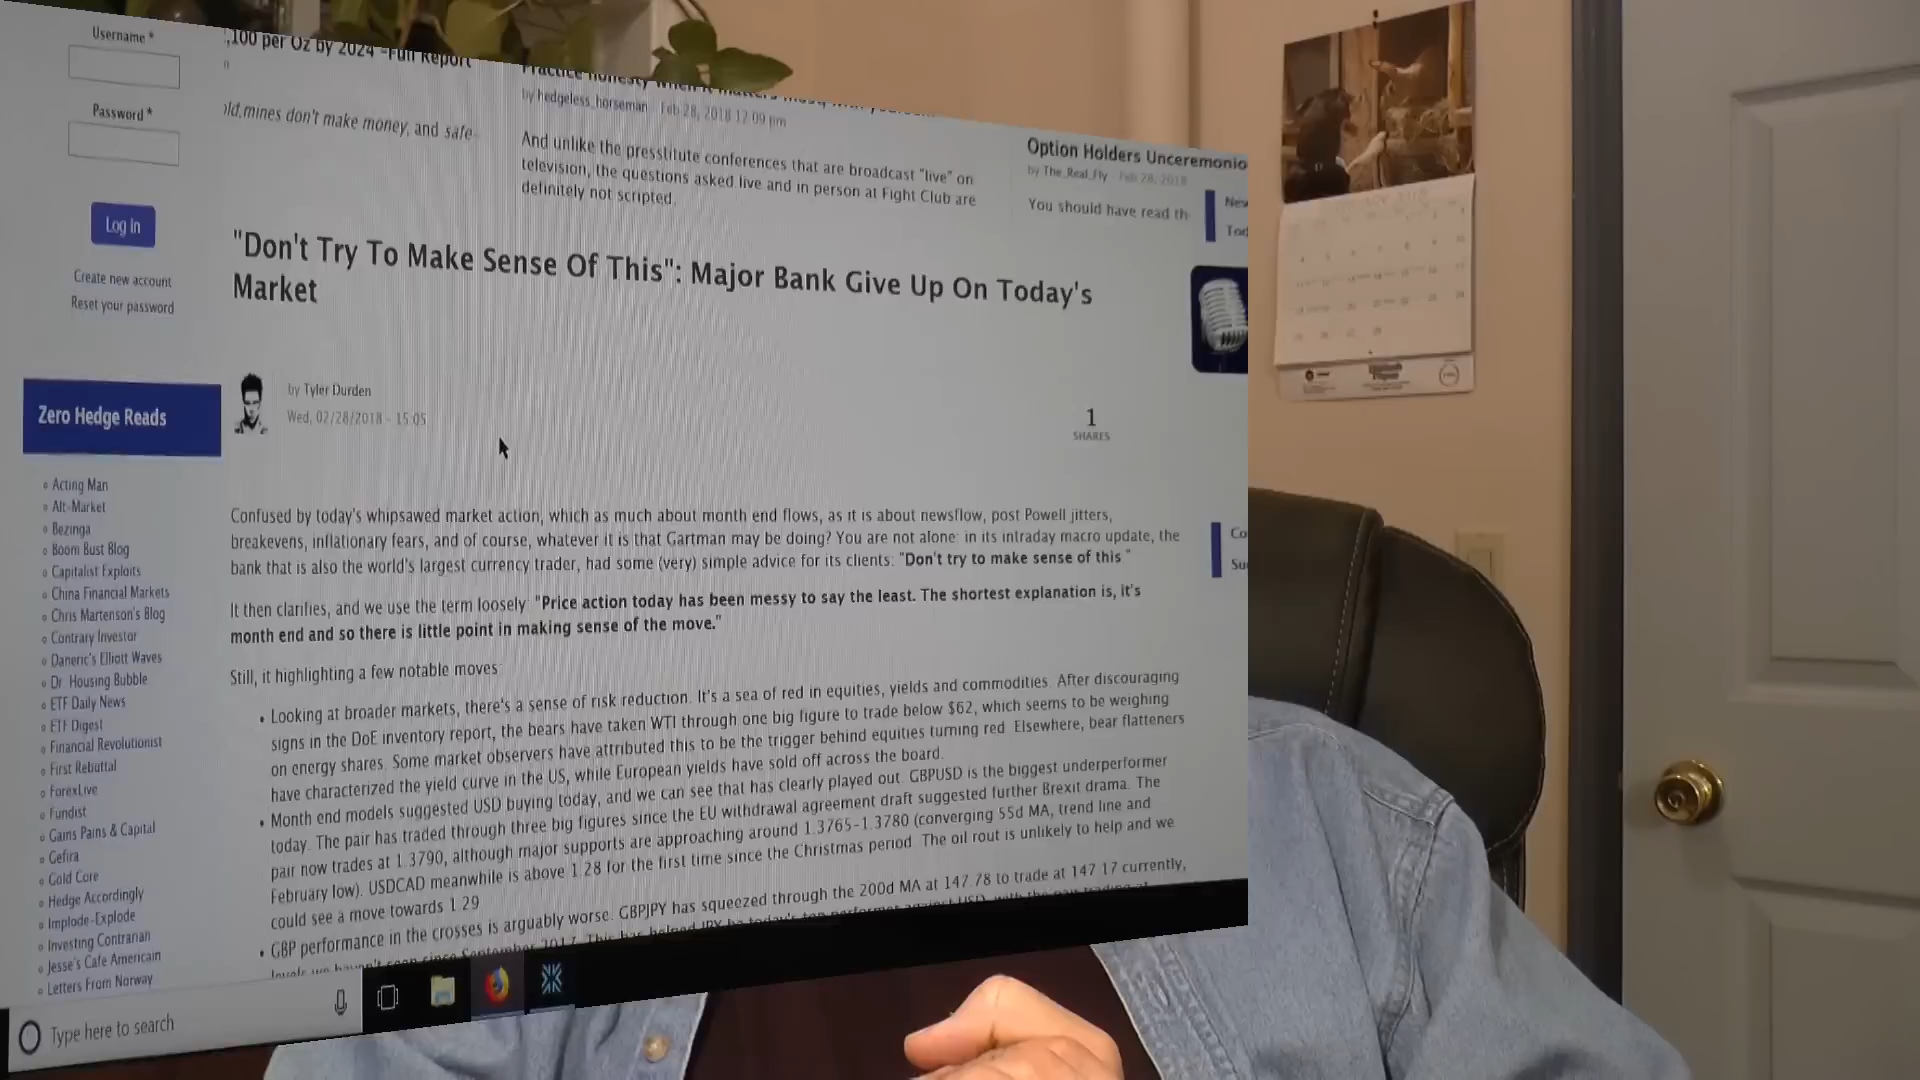 Username *
Password *
Log In
Create new account
Reset your password
,100 per Oz by 2024 -Full Report
old,mines don't make money, and safe-
by hedgeless_horseman Feb 28, 2018 12:09 pm
And unlike the presstitute conferences that are broadcast "live" on
television, the questions asked live and in person at Fight Club are
definitely not scripted.
Option Holders Unceremonio
by The_Real_Fly - Feb 28, 2018
You should have read th
New
Tod
"Don't Try To Make Sense Of This": Major Bank Give Up On Today's
Market
by Tyler Durden
Wed, 02/28/2018 - 15:05
1
SHARES
Confused by today's whipsawed market action, which as much about month end flows, as it is about newsflow, post Powell jitters,
breakevens, inflationary fears, and of course, whatever it is that Gartman may be doing? You are not alone: in its intraday macro update, the
bank that is also the world's largest currency trader, had some (very) simple advice for its clients: "Don't try to make sense of this."
It then clarifies, and we use the term loosely: "Price action today has been messy to say the least. The shortest explanation is, it's
month end and so there is little point in making sense of the move."
Still, it highlighting a few notable moves:
• Looking at broader markets, there's a sense of risk reduction. It's a sea of red in equities, yields and commodities. After discouraging
signs in the DoE inventory report, the bears have taken WTI through one big figure to trade below $62, which seems to be weighing
on energy shares. Some market observers have attributed this to be the trigger behind equities turning red. Elsewhere, bear flatteners
have characterized the yield curve in the US, while European yields have sold off across the board.
• Month end models suggested USD buying today, and we can see that has clearly played out. GBPUSD is the biggest underperformer
today. The pair has traded through three big figures since the EU withdrawal agreement draft suggested further Brexit drama. The
pair now trades at 1.3790, although major supports are approaching around 1.3765-1.3780 (converging 55d MA, trend line and
February low). USDCAD meanwhile is above 1.28 for the first time since the Christmas period. The oil rout is unlikely to help and we
could see a move towards 1.29
• GBP performance in the crosses is arguably worse. GBPJPY has squeezed through the 200d MA at 147.78 to trade at 147.17 currently,
Co
Su
Zero Hedge Reads
Acting Man
Alt-Market
Bezinga
Boom Bust Blog
Capitalist Exploits
China Financial Markets
Chris Martenson's Blog
Contrary Investor
Daneric's Elliott Waves
Dr. Housing Bubble
ETF Daily News
ETF Digest
Financial Revolutionist
First Rebuttal
ForexLive
Fundist
Gains Pains & Capital
Gefira
Gold Core
Hedge Accordingly
Implode-Explode
Investing Contrarian
Jesse's Cafe Americain
Letters From Norway
Type here to search